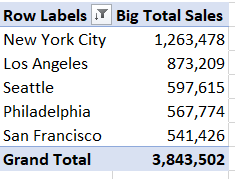 Row Labels Big Total Sales
New York City 1,263,478
Los Angeles 873,209
Seattle 597,615
Philadelphia 567,774
San Francisco 541,426
Grand Total 3,843,502